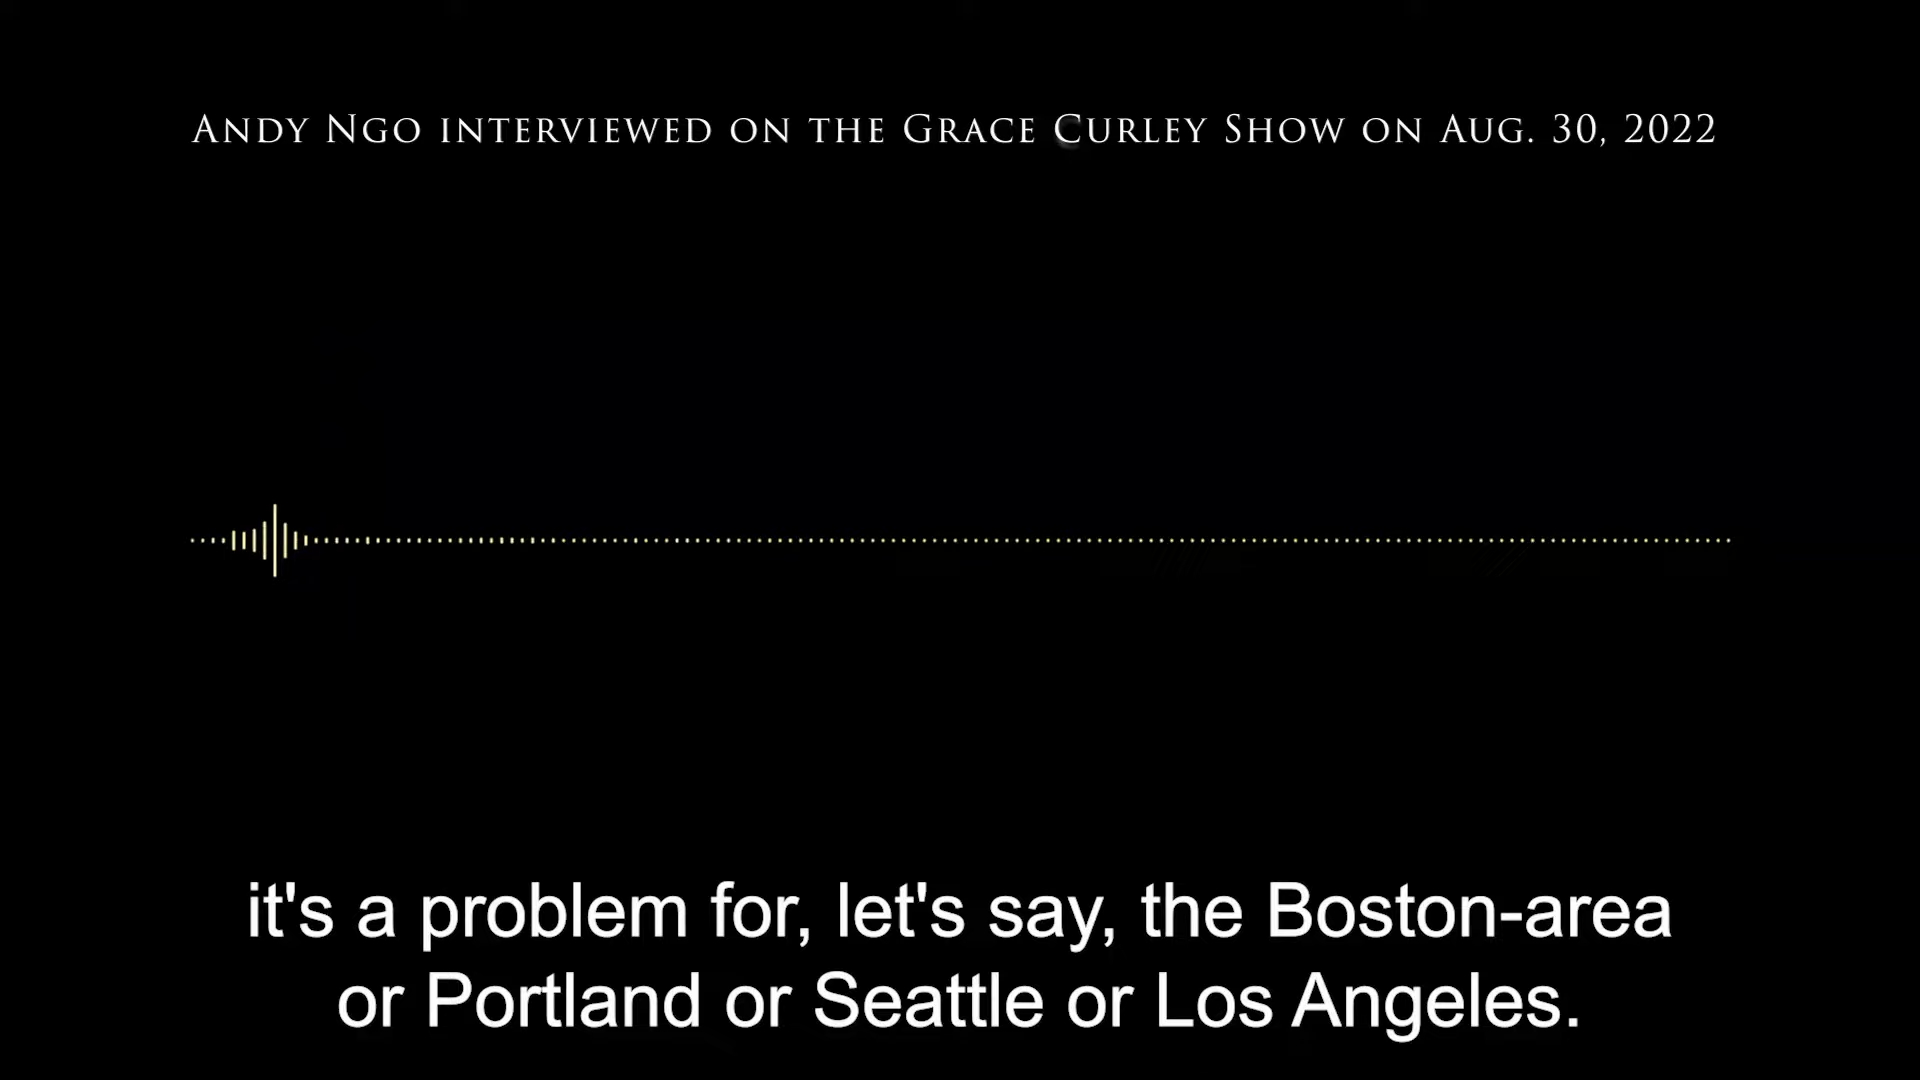 Andy Ngo interviewed on the Grace Curley Show on Aug. 30, 2022
it's a problem for, let's say, the Boston-area
or Portland or Seattle or Los Angeles.